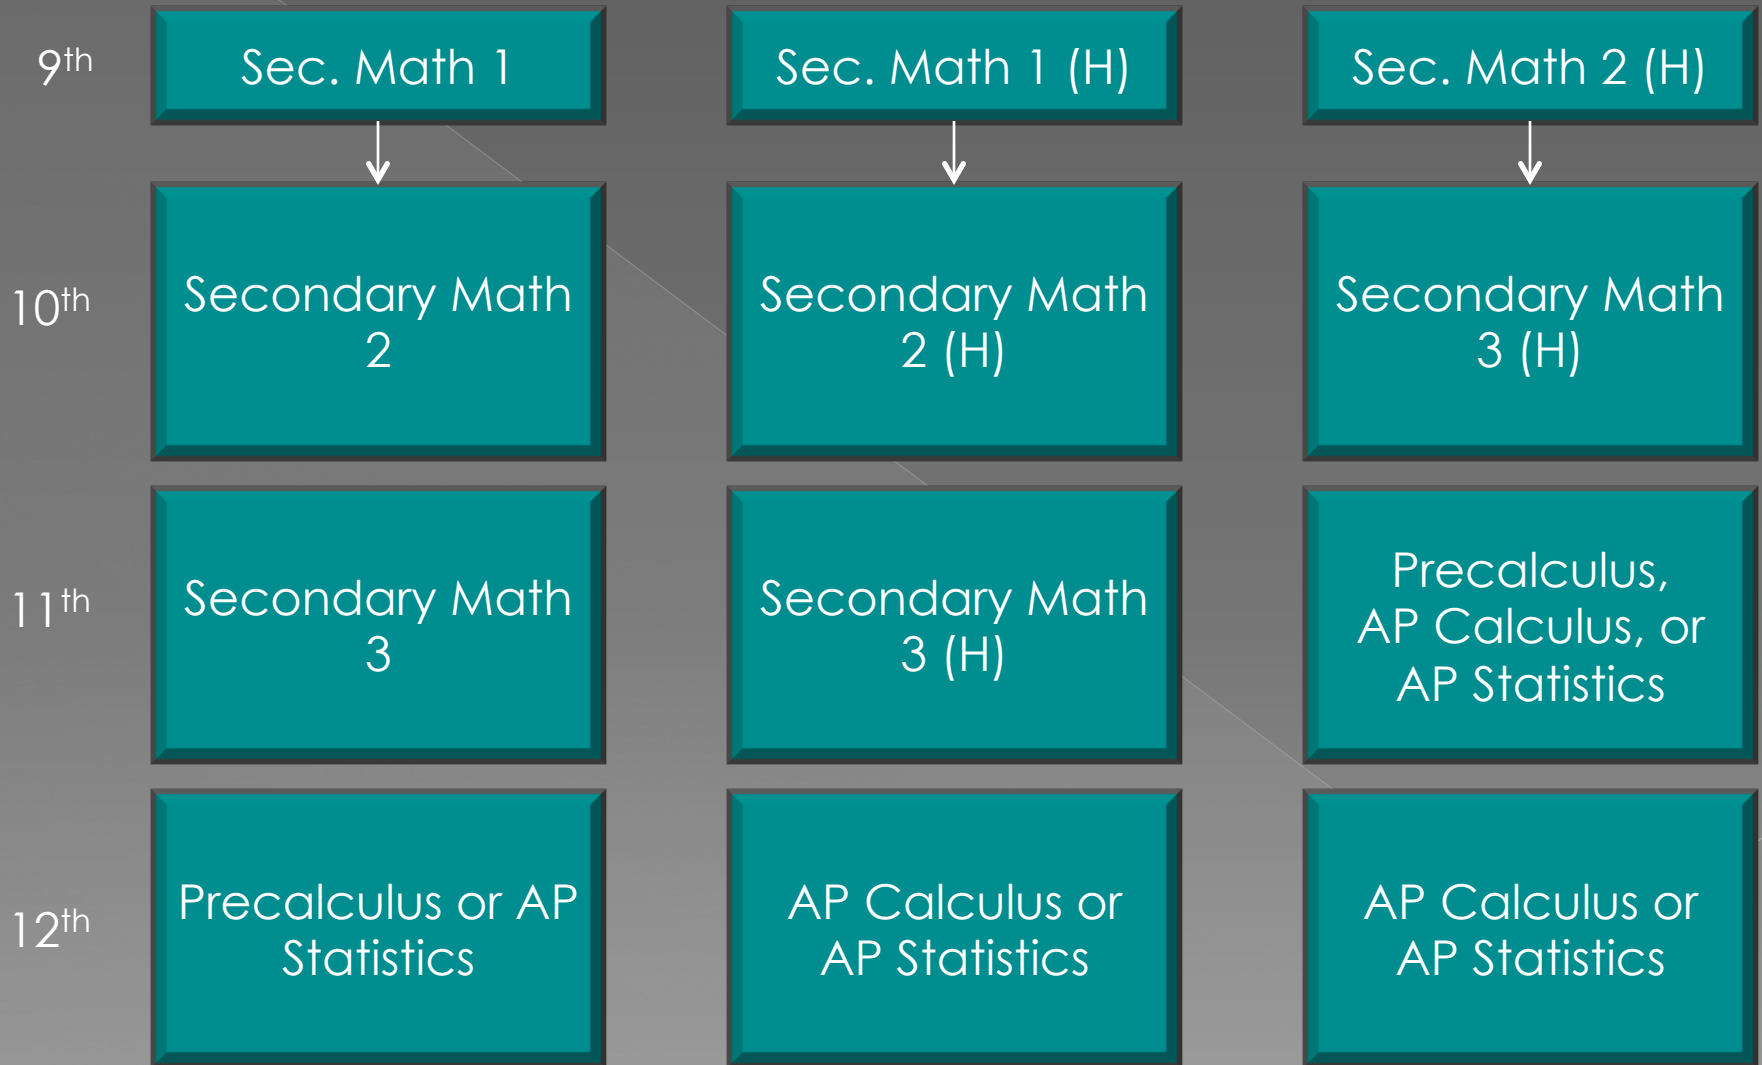 9th
Sec. Math 1
Sec. Math 1 (H)
Sec. Math 2 (H)
10th
Secondary Math
2
Secondary Math
2 (H)
Secondary Math
3 (H)
11th
Secondary Math
3
Secondary Math
3 (H)
Precalculus,
AP Calculus, or
AP Statistics
12th
Precalculus or AP
Statistics
AP Calculus or
AP Statistics
AP Calculus or
AP Statistics